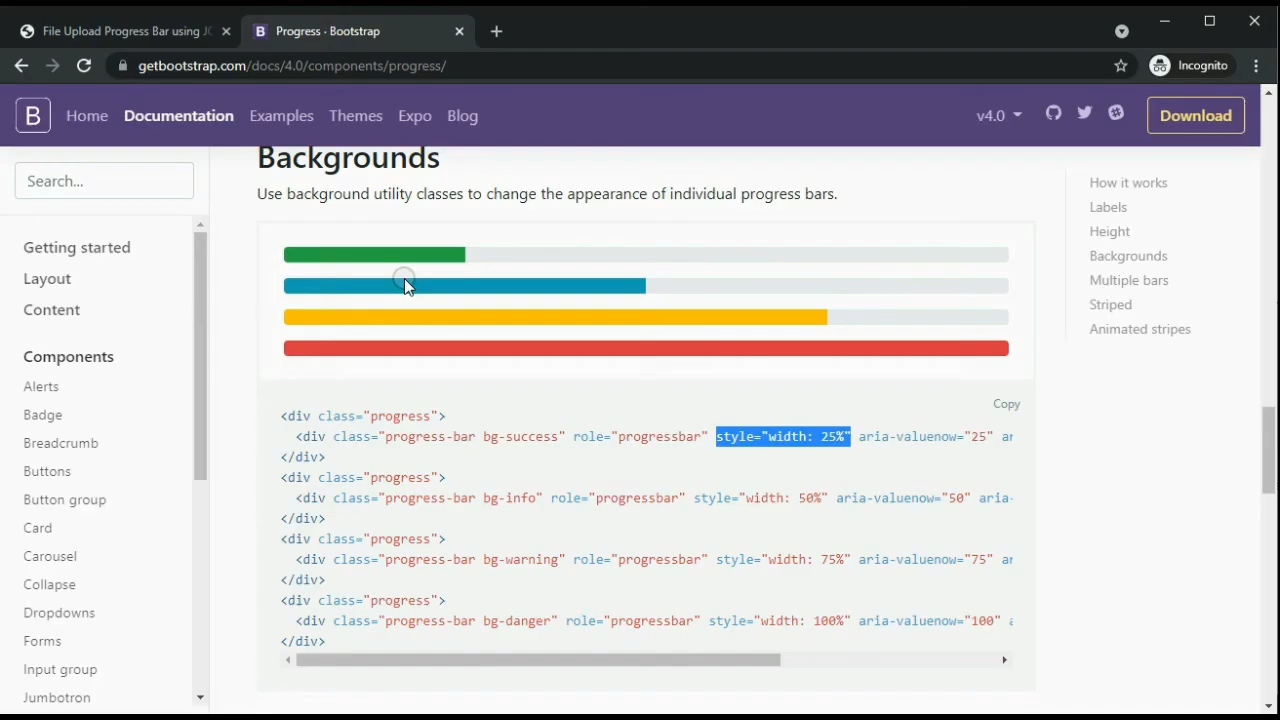 File Upload Progress Bar using
B Progress · Bootstrap
getbootstrap.com/docs/4.0/components/progress/
Incognito
B Home Documentation Examples Themes Expo Blog v4.0 Download
Search...
Getting started
Layout
Content
Components
Alerts
Badge
Breadcrumb
Buttons
Button group
Card
Carousel
Collapse
Dropdowns
Forms
Input group
Jumbotron
Backgrounds
Use background utility classes to change the appearance of individual progress bars.
Copy
<div class="progress">
<div class="progress-bar bg-success" role="progressbar" style="width: 25%" aria-valuenow="25" ar
</div>
<div class="progress">
<div class="progress-bar bg-info" role="progressbar" style="width: 50%" aria-valuenow="50" aria-
</div>
<div class="progress">
<div class="progress-bar bg-warning" role="progressbar" style="width: 75%" aria-valuenow="75" ar
</div>
<div class="progress">
<div class="progress-bar bg-danger" role="progressbar" style="width: 100%" aria-valuenow="100"
</div>
How it works
Labels
Height
Backgrounds
Multiple bars
Striped
Animated stripes